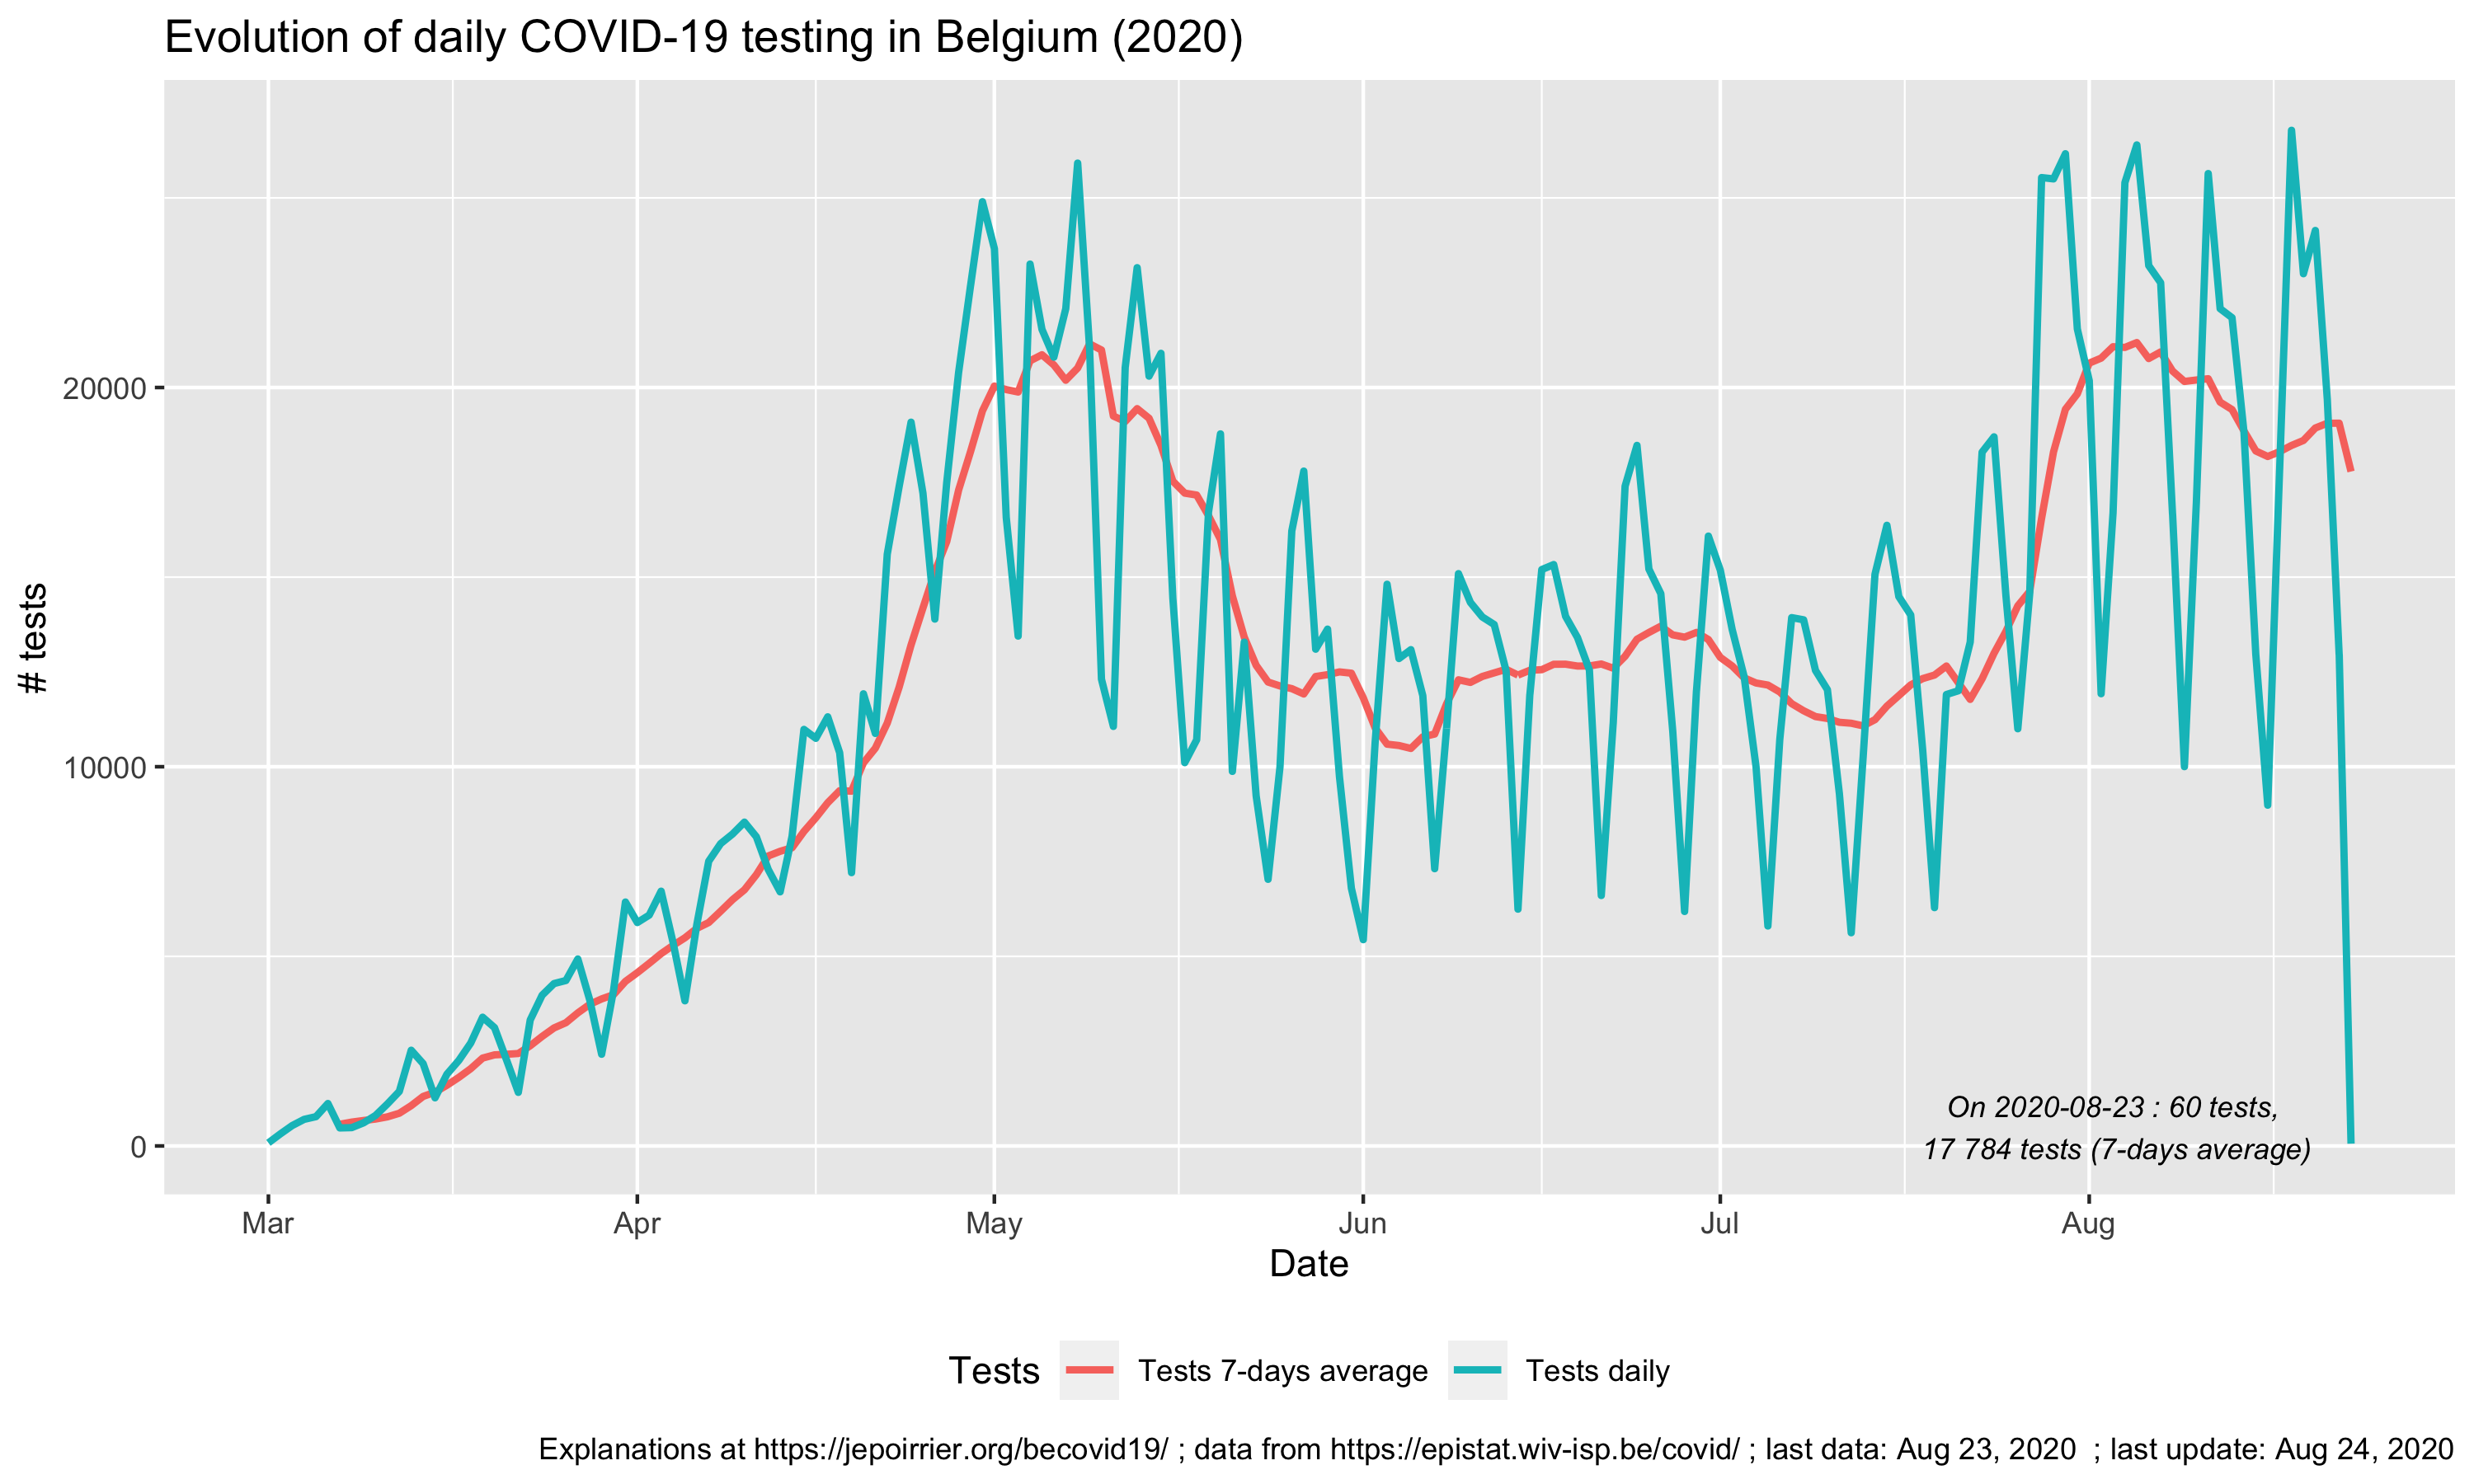 Evolution of daily COVID-19 testing in Belgium (2020)
# tests
20000
10000
0
On 2020-08-23 : 60 tests,
17 784 tests (7-days average)
Mar Apr May Jun Jul Aug
Date
Tests Tests 7-days average Tests daily
Explanations at https://jepoirrier.org/becovid19/ ; data from https://epistat.wiv-isp.be/covid/ ; last data: Aug 23, 2020  ; last update: Aug 24, 2020